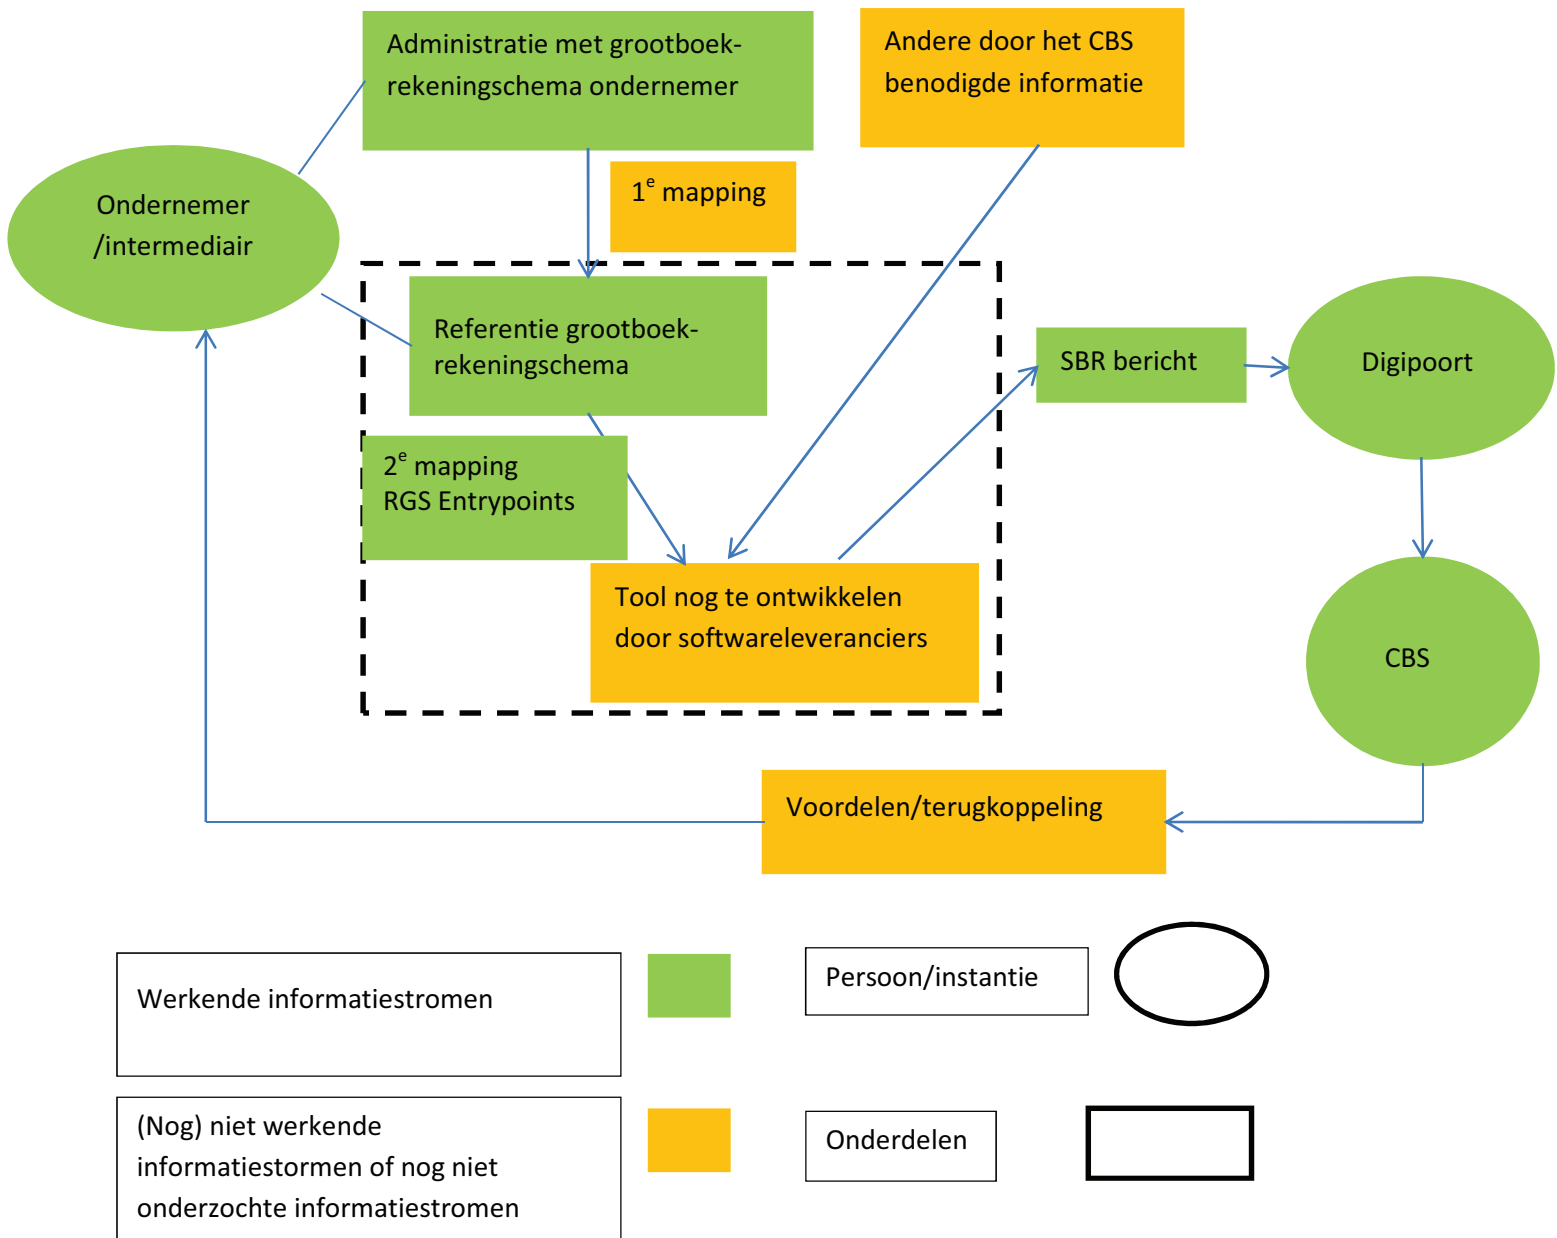 Administratie met grootboek-
rekeningschema ondernemer
Andere door het CBS
benodigde informatie
1e mapping
Ondernemer
/intermediair
Referentie grootboek-
rekeningschema
SBR bericht
Digipoort
2e mapping
RGS Entrypoints
Tool nog te ontwikkelen
door softwareleveranciers
CBS
Voordelen/terugkoppeling
Werkende informatiestromen
Persoon/instantie
(Nog) niet werkende
informatiestormen of nog niet
onderzochte informatiestromen
Onderdelen